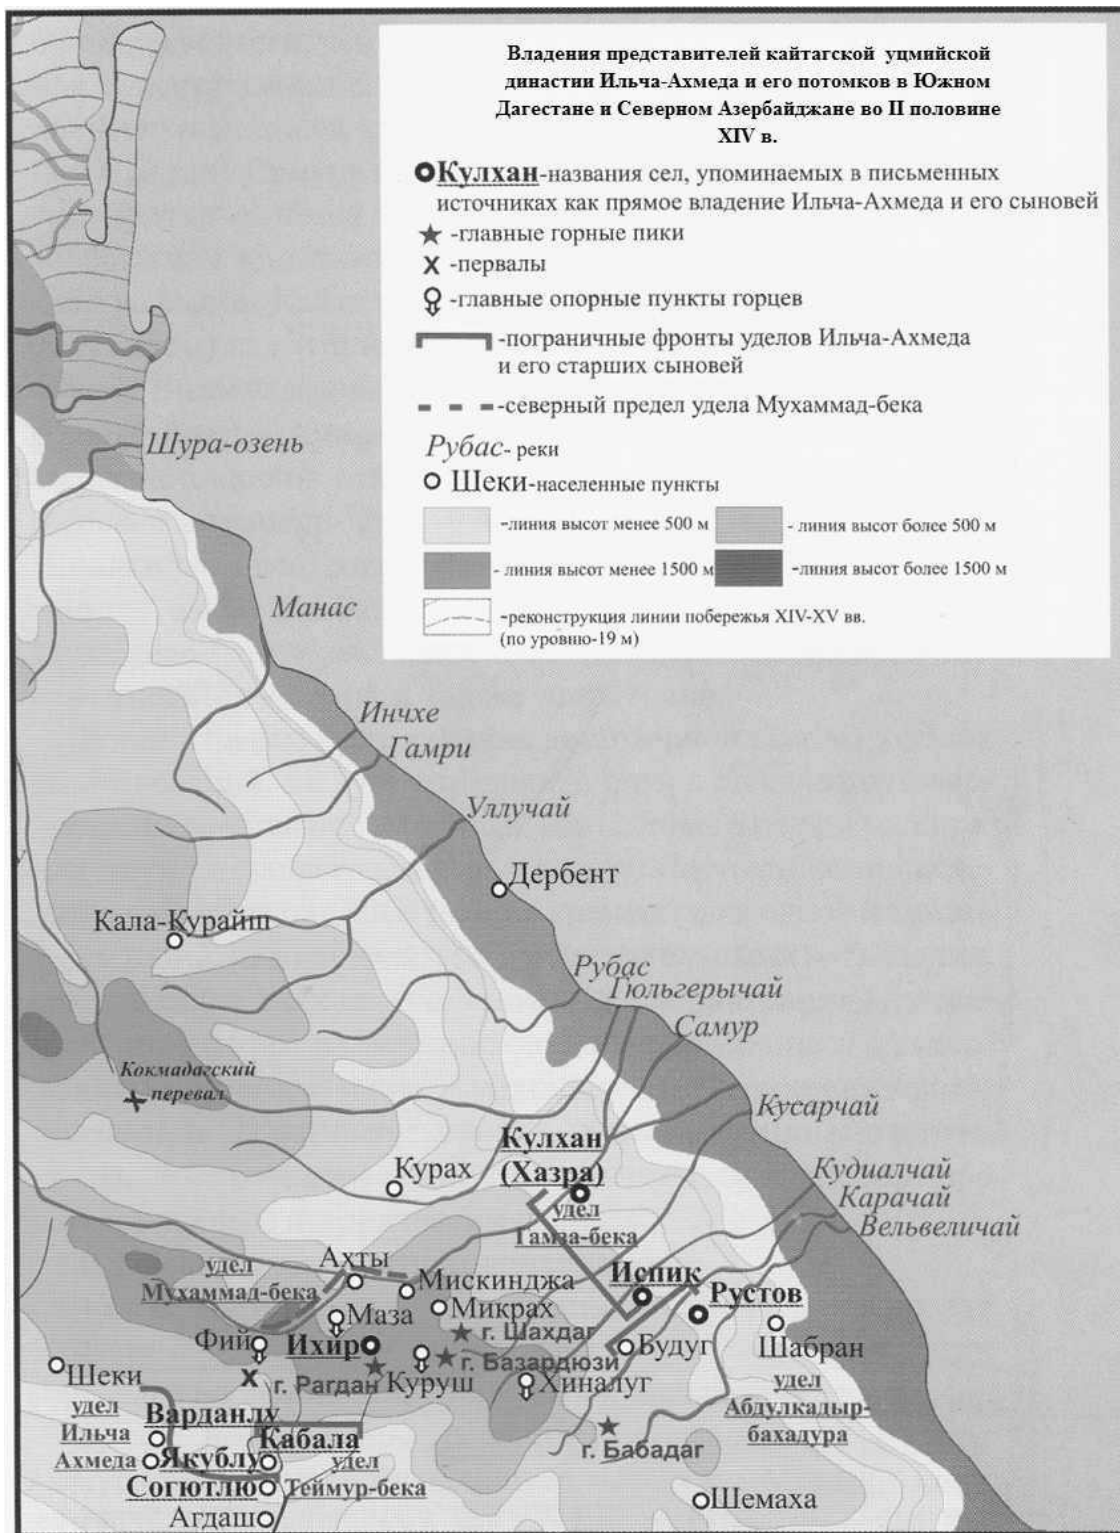 Владения представителей кайтагской уцмийской
династии Ильча-Ахмеда и его потомков в Южном
Дагестане и Северном Азербайджане во II половине
XIV в.
Кулхан-названия сел, упоминаемых в письменных
источниках как прямое владение Ильча-Ахмеда и его сыновей
-главные горные пики
-первалы
-главные опорные пункты горцев
-пограничные фронты уделов Ильча-Ахмеда
и его старших сыновей
-северный предел удела Мухаммад-бека
Рубас- реки
Шеки-населенные пункты
-линия высот менее 500 м
- линия высот более 500 м
- линия высот менее 1500 м
-линия высот более 1500 м
-реконструкция линии побережья XIV-XV вв.
(по уровню-19 м)
Шура-озень
Манас
Инчхе
Гамри
Уллучай
Дербент
Кала-Курайш
Рубас
Гюльгерычай
Самур
Кокмадагский
перевал
Кусарчай
Кулхан
(Хазра)
Курах
удел
Гамза-бека
Кудиалчай
Карачай
Вельвеличай
удел
Мухаммад-бека
Ахты
Мискинджа
Испик
Рустов
Микрах
Маза
г. Шахдаг
Фий
Ихир
Будуг
Шабран
г. Базардюзи
Шеки
г. Рагдан
Куруш
Хиналуг
удел
Абдулкадыр-
бахадура
удел
Ильча
Ахмеда
Варданлу
Кабала
г. Бабадаг
Якублу
удел
Теймур-бека
Согютлю
Шемаха
Агдаш